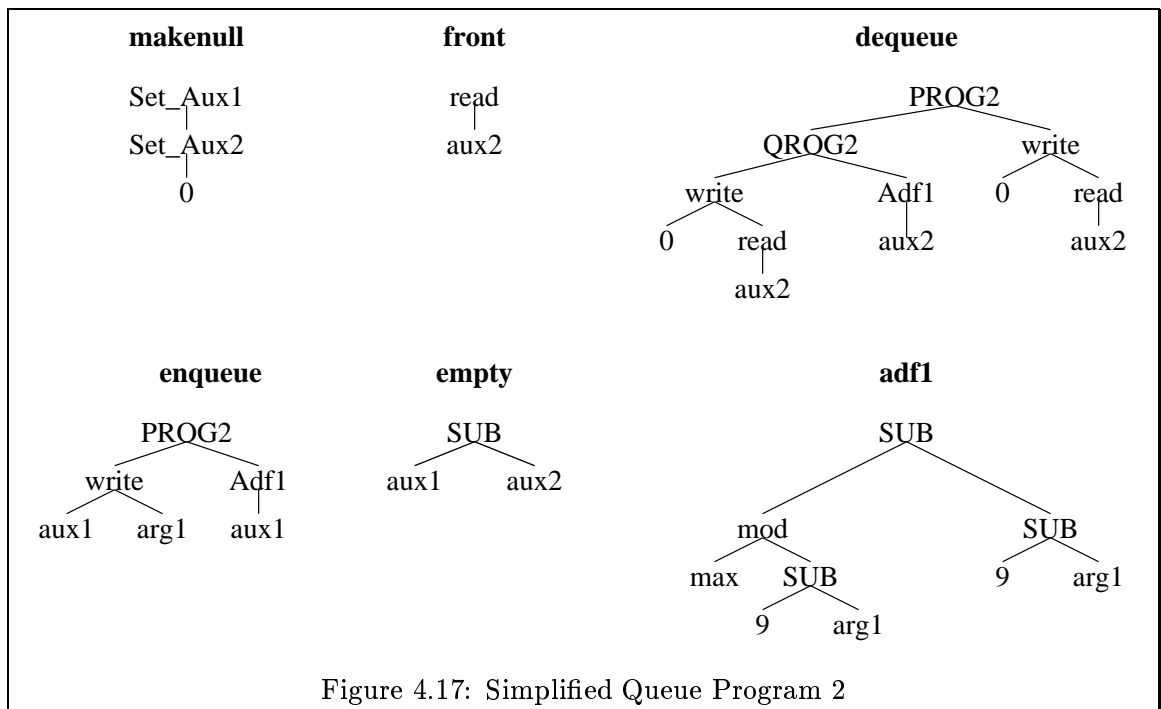 makenull front dequeue
Set_Aux1 read PROG2
Set_Aux2 aux2 QROG2 write
0 write Adf1 0 read
0 read aux2 aux2
aux2
enqueue empty adf1
PROG2 SUB SUB
write Adf1 aux1 aux2
aux1 arg1 aux1 mod SUB
max SUB 9 arg1
9 arg1
Figure 4.17: Simplified Queue Program 2